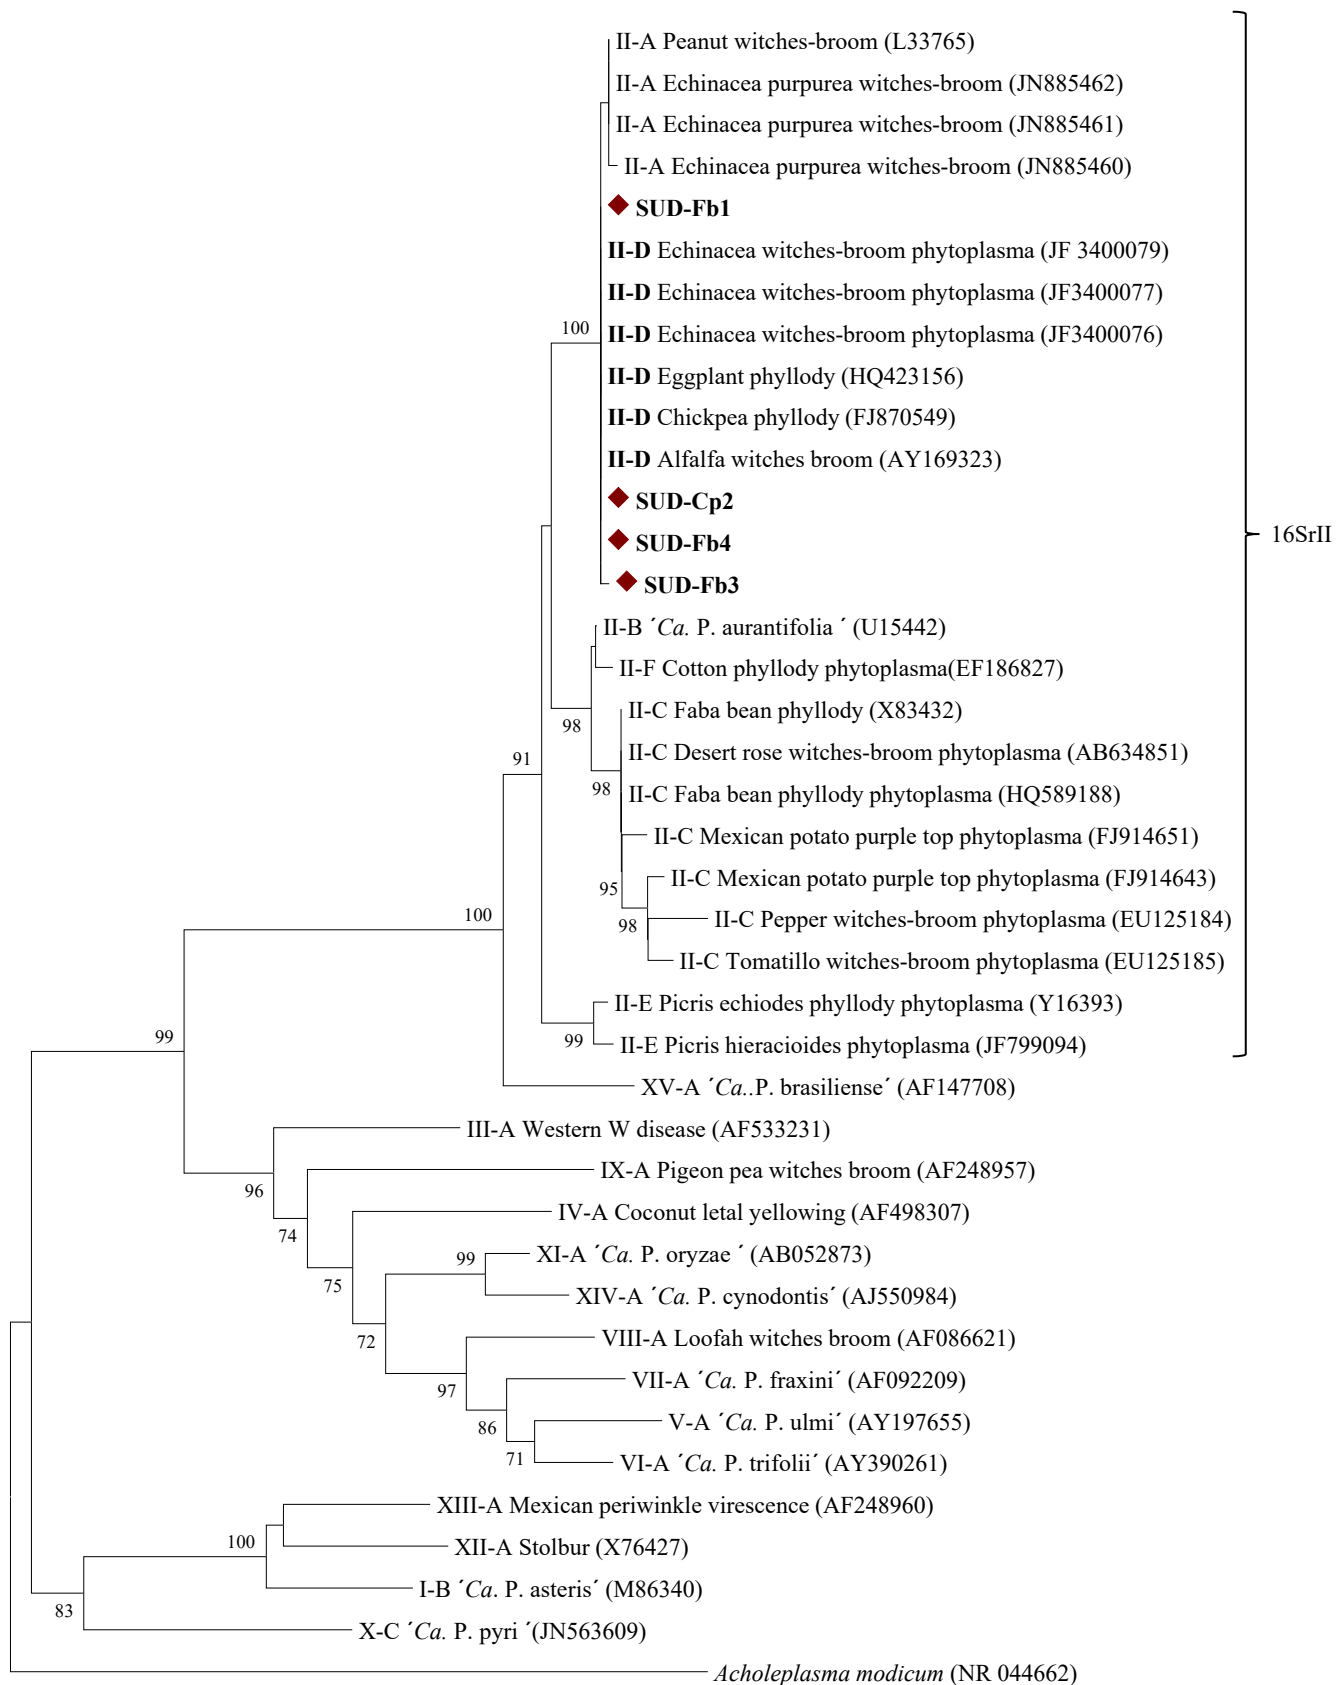 II-A Peanut witches-broom (L33765)
II-A Echinacea purpurea witches-broom (JN885462)
II-A Echinacea purpurea witches-broom (JN885461)
II-A Echinacea purpurea witches-broom (JN885460)
SUD-Fb1
II-D Echinacea witches-broom phytoplasma (JF 3400079)
II-D Echinacea witches-broom phytoplasma (JF3400077)
II-D Echinacea witches-broom phytoplasma (JF3400076)
100
II-D Eggplant phyllody (HQ423156)
II-D Chickpea phyllody (FJ870549)
II-D Alfalfa witches broom (AY169323)
SUD-Cp2
16SrII
SUD-Fb4
SUD-Fb3
II-B ´Ca. P. aurantifolia ´ (U15442)
II-F Cotton phyllody phytoplasma(EF186827)
II-C Faba bean phyllody (X83432)
98
II-C Desert rose witches-broom phytoplasma (AB634851)
91
98
II-C Faba bean phyllody phytoplasma (HQ589188)
II-C Mexican potato purple top phytoplasma (FJ914651)
II-C Mexican potato purple top phytoplasma (FJ914643)
95
II-C Pepper witches-broom phytoplasma (EU125184)
100
98
II-C Tomatillo witches-broom phytoplasma (EU125185)
II-E Picris echiodes phyllody phytoplasma (Y16393)
99
99
II-E Picris hieracioides phytoplasma (JF799094)
XV-A ´Ca..P. brasiliense´ (AF147708)
III-A Western W disease (AF533231)
IX-A Pigeon pea witches broom (AF248957)
96
IV-A Coconut letal yellowing (AF498307)
74
XI-A ´Ca. P. oryzae ´ (AB052873)
99
75
XIV-A ´Ca. P. cynodontis´ (AJ550984)
VIII-A Loofah witches broom (AF086621)
72
VII-A ´Ca. P. fraxini´ (AF092209)
97
V-A ´Ca. P. ulmi´ (AY197655)
86
71
VI-A ´Ca. P. trifolii´ (AY390261)
XIII-A Mexican periwinkle virescence (AF248960)
100
XII-A Stolbur (X76427)
I-B ´Ca. P. asteris´ (M86340)
83
X-C ´Ca. P. pyri ´(JN563609)
Acholeplasma modicum (NR 044662)